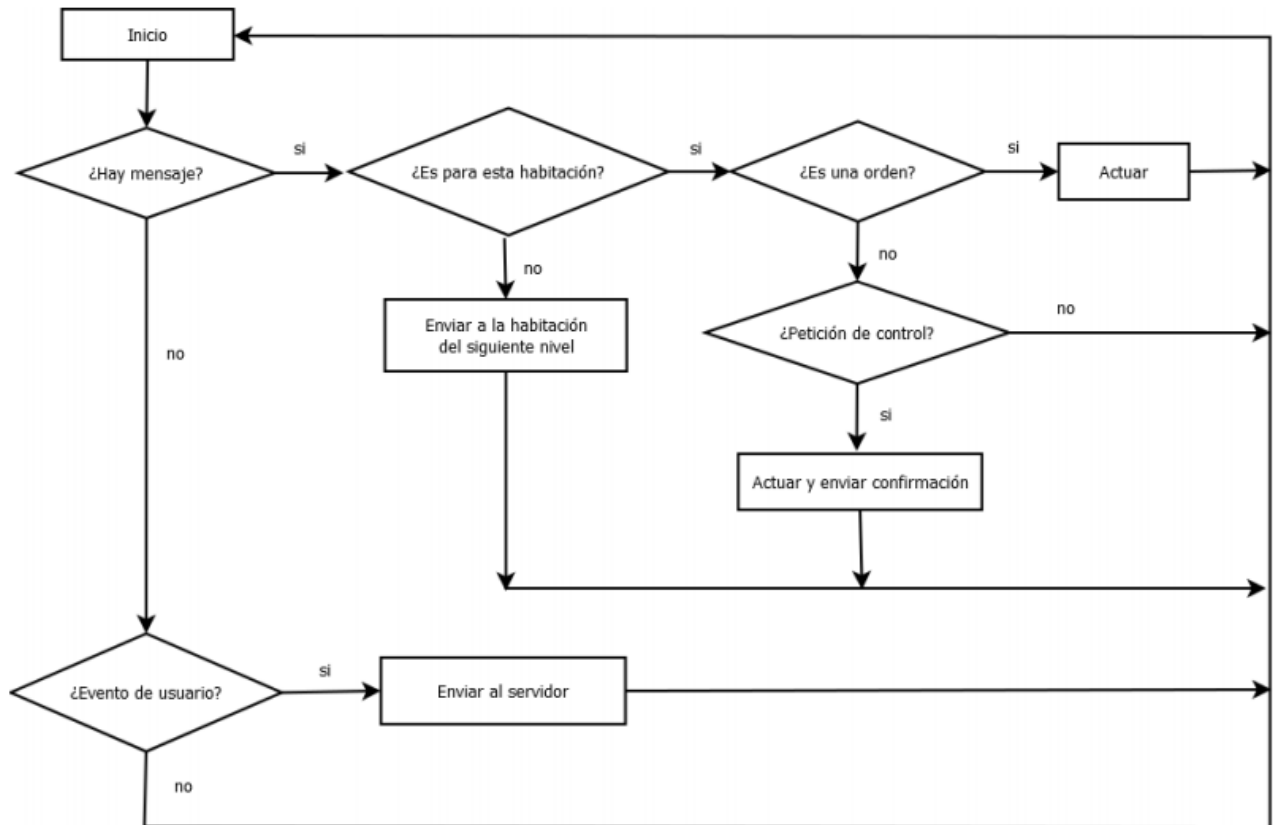 Inicio
¿Hay mensaje?
si
¿Es para esta habitación?
si
¿Es una orden?
si
Actuar
no
no
Enviar a la habitación
del siguiente nivel
¿Petición de control?
no
no
si
Actuar y enviar confirmación
¿Evento de usuario?
si
Enviar al servidor
no